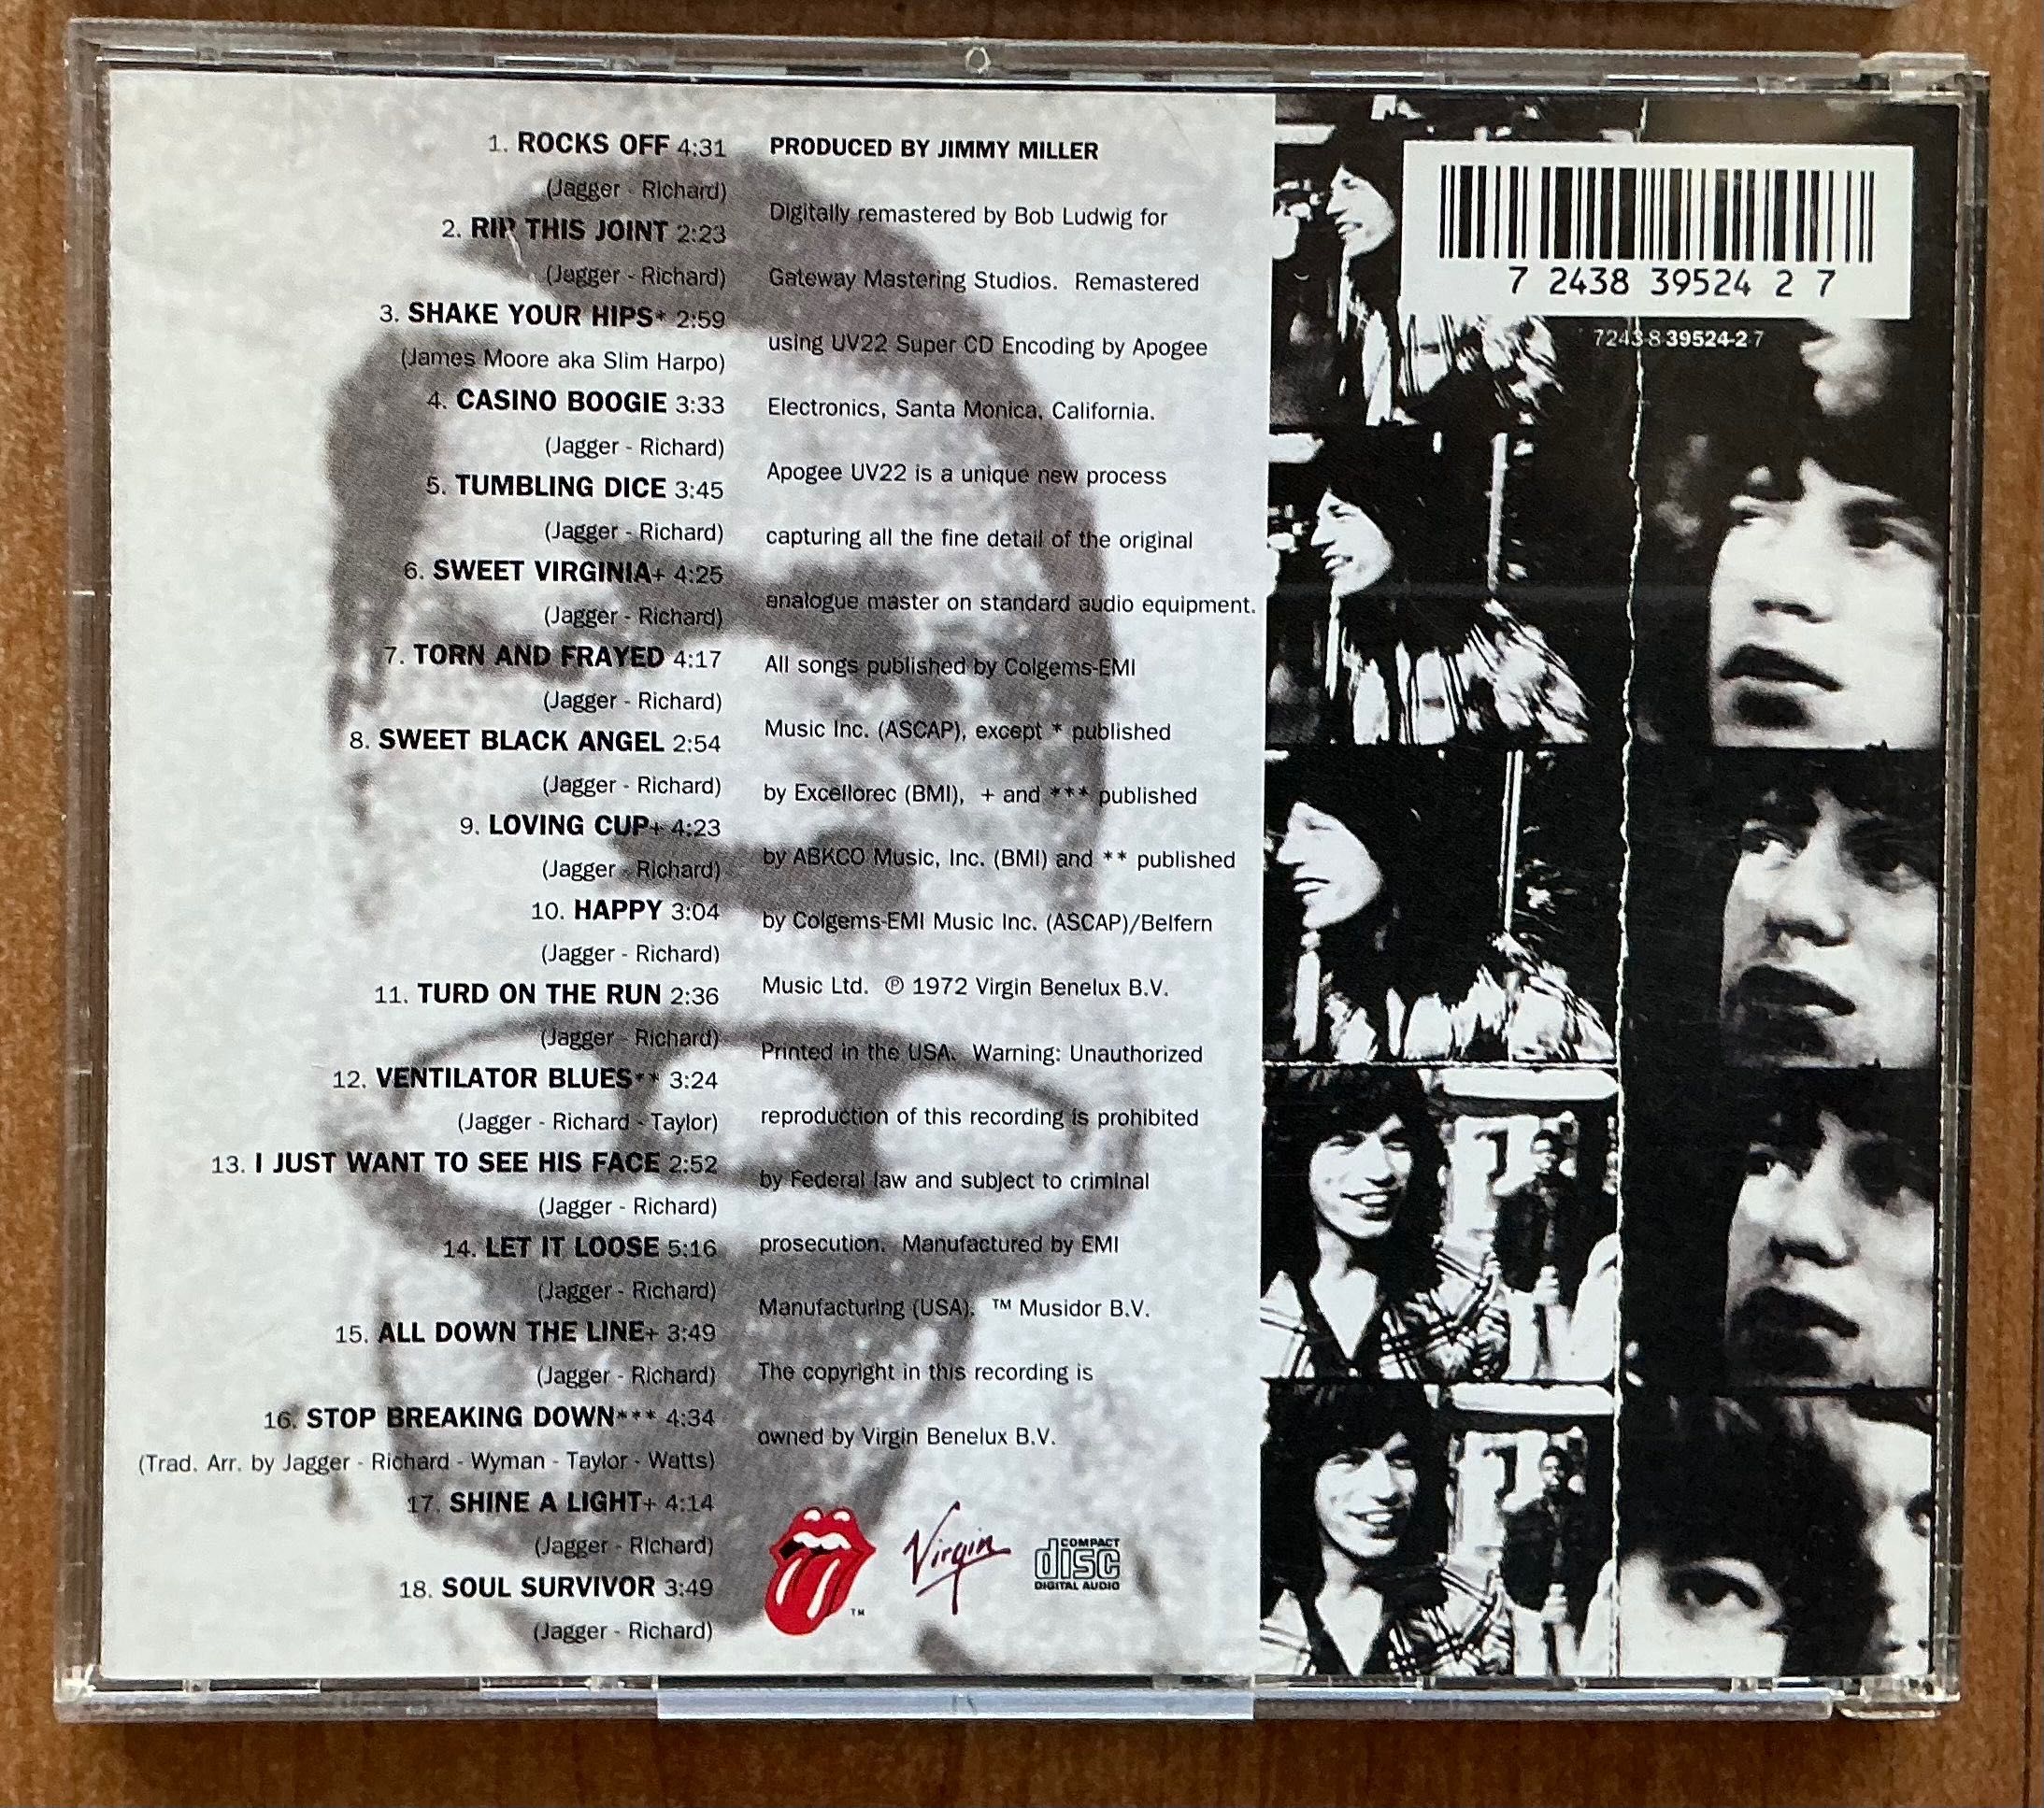 1. ROCKS OFF 4:31
(Jagger - Richard)
2. RIP THIS JOINT 2:23
(Jagger - Richard)
3. SHAKE YOUR HIPS* 2:59
(James Moore aka Slim Harpo)
4. CASINO BOOGIE 3:33
(Jagger - Richard)
5. TUMBLING DICE 3:45
(Jagger - Richard)
6. SWEET VIRGINIA+ 4:25
(Jagger - Richard)
7. TORN AND FRAYED 4:17
(Jagger - Richard)
8. SWEET BLACK ANGEL 2:54
(Jagger - Richard)
9. LOVING CUP+ 4:23
(Jagger - Richard)
10. HAPPY 3:04
(Jagger - Richard)
11. TURD ON THE RUN 2:36
(Jagger - Richard)
12. VENTILATOR BLUES** 3:24
(Jagger - Richard - Taylor)
13. I JUST WANT TO SEE HIS FACE 2:52
(Jagger - Richard)
14. LET IT LOOSE 5:16
(Jagger - Richard)
15. ALL DOWN THE LINE+ 3:49
(Jagger - Richard)
16. STOP BREAKING DOWN*** 4:34
(Trad. Arr. by Jagger - Richard - Wyman - Taylor - Watts)
17. SHINE A LIGHT+ 4:14
(Jagger - Richard)
18. SOUL SURVIVOR 3:49
(Jagger - Richard)
PRODUCED BY JIMMY MILLER
Digitally remastered by Bob Ludwig for
Gateway Mastering Studios. Remastered
using UV22 Super CD Encoding by Apogee
Electronics, Santa Monica, California.
Apogee UV22 is a unique new process
capturing all the fine detail of the original
analogue master on standard audio equipment.
All songs published by Colgems-EMI
Music Inc. (ASCAP), except * published
by Excellorec (BMI), + and *** published
by ABKCO Music, Inc. (BMI) and ** published
by Colgems-EMI Music Inc. (ASCAP)/Belfern
Music Ltd. ℗ 1972 Virgin Benelux B.V.
Printed in the USA. Warning: Unauthorized
reproduction of this recording is prohibited
by Federal law and subject to criminal
prosecution. Manufactured by EMI
Manufacturing (USA). ™ Musidor B.V.
The copyright in this recording is
owned by Virgin Benelux B.V.
™
Virgin
COMPACT
disc
DIGITAL AUDIO
7 2438 39524 2 7
7243-8-39524-2-7